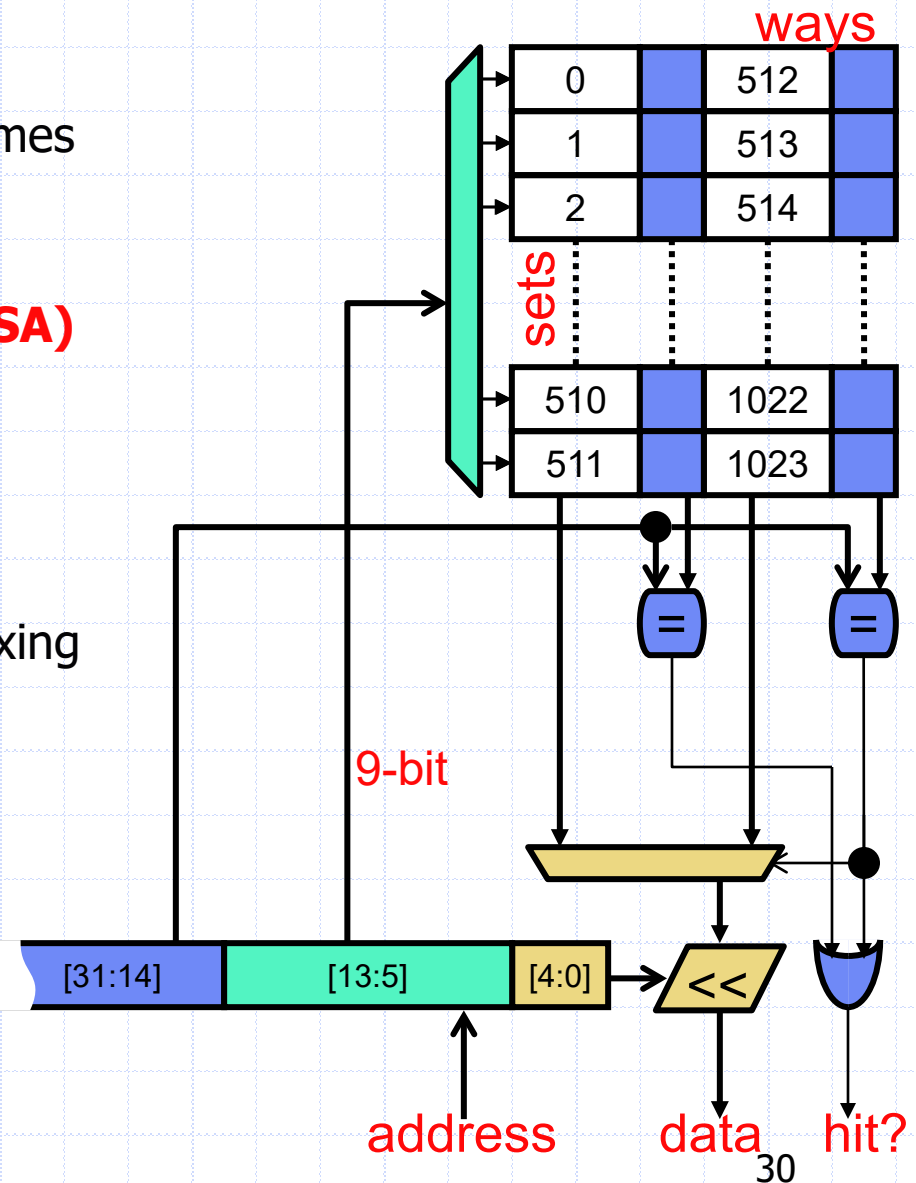 ways
0 512
mes
1 513
2 514
sets
SA)
510 1022
511 1023
= =
xing
9-bit
[31:14] [13:5] [4:0] <<
address data hit?
30